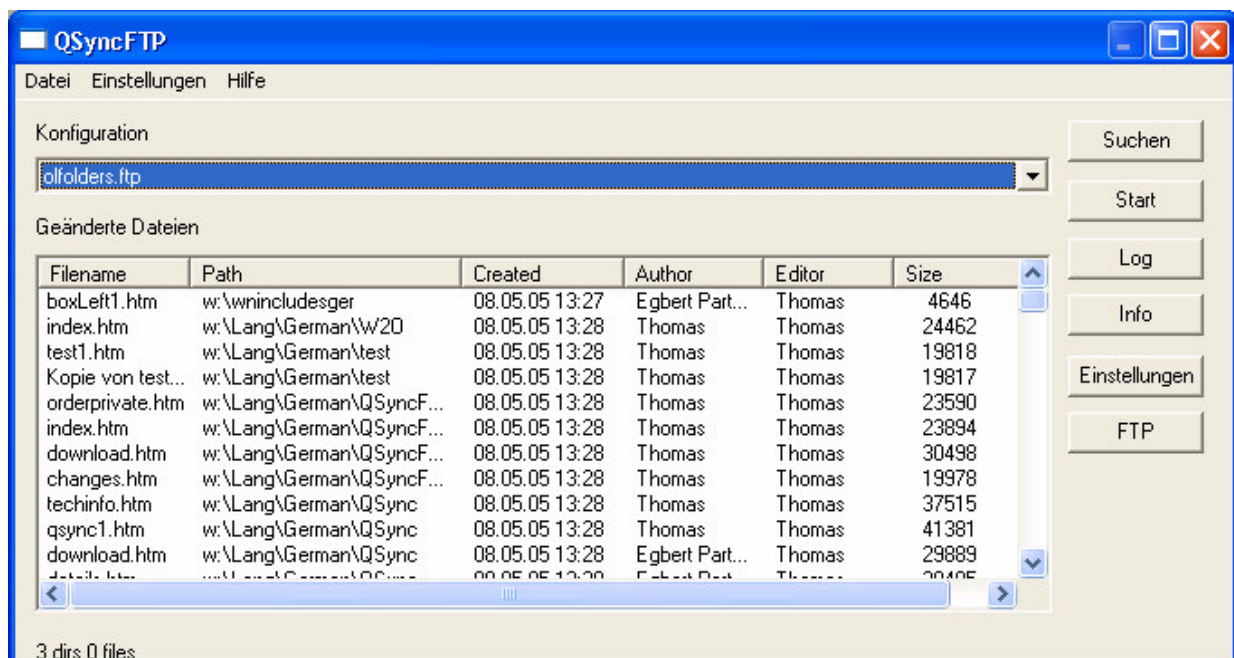 QSyncFTP
Datei Einstellungen Hilfe
Konfiguration
Suchen
olfolders.ftp
Start
Geänderte Dateien
Log
Filename Path Created Author Editor Size
boxLeft1.htm w:\wnincludesger 08.05.05 13:27 Egbert Part... Thomas 4646
Info
index.htm w:\Lang\German\W2O 08.05.05 13:28 Thomas Thomas 24462
test1.htm w:\Lang\German\test 08.05.05 13:28 Thomas Thomas 19818
Kopie von test... w:\Lang\German\test 08.05.05 13:28 Thomas Thomas 19817
Einstellungen
orderprivate.htm w:\Lang\German\QSyncF... 08.05.05 13:28 Thomas Thomas 23590
index.htm w:\Lang\German\QSyncF... 08.05.05 13:28 Thomas Thomas 23894
FTP
download.htm w:\Lang\German\QSyncF... 08.05.05 13:28 Thomas Thomas 30498
changes.htm w:\Lang\German\QSyncF... 08.05.05 13:28 Thomas Thomas 19978
techinfo.htm w:\Lang\German\QSync 08.05.05 13:28 Thomas Thomas 37515
qsync1.htm w:\Lang\German\QSync 08.05.05 13:28 Thomas Thomas 41381
download.htm w:\Lang\German\QSync 08.05.05 13:28 Egbert Part... Thomas 29889
3 dirs 0 files